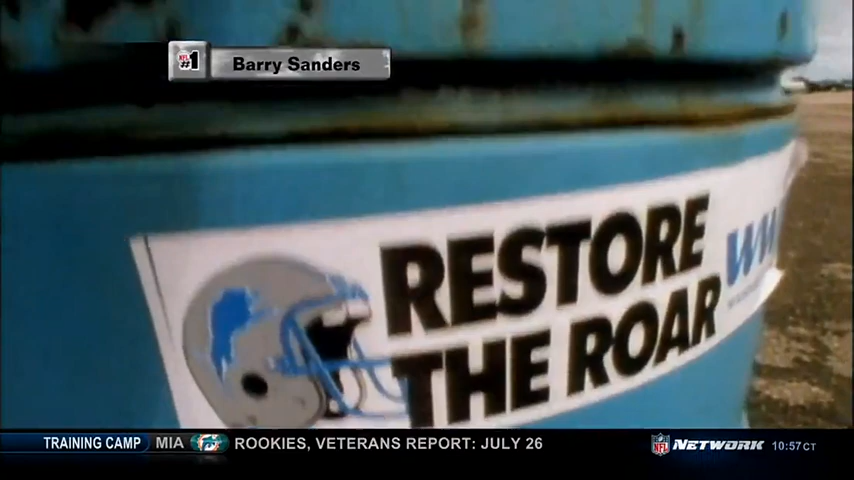 NFL #1 Barry Sanders
RESTORE
THE ROAR
TRAINING CAMP MIA ROOKIES, VETERANS REPORT: JULY 26 NFL NETWORK 10:57 CT